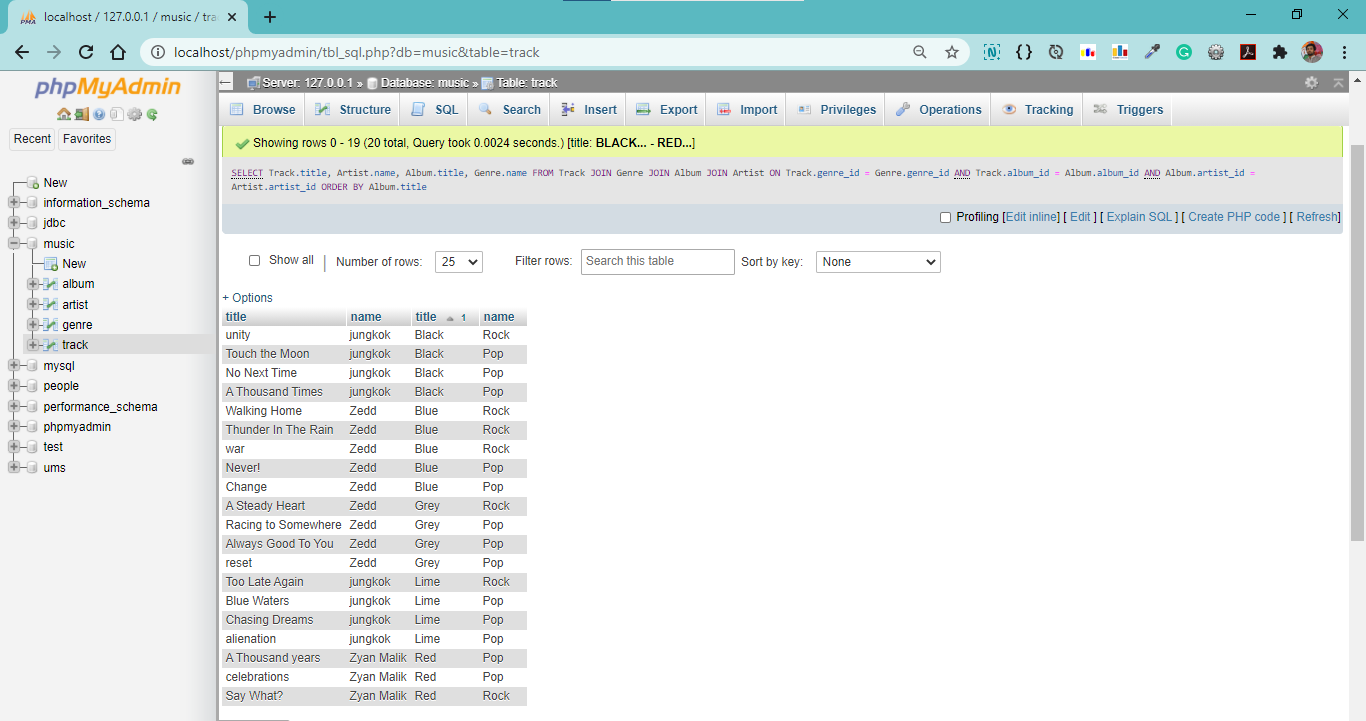 localhost / 127.0.0.1 / music / trac
localhost/phpmyadmin/tbl_sql.php?db=music&table=track
phpMyAdmin
Recent Favorites
New
information_schema
jdbc
music
New
album
artist
genre
track
mysql
people
performance_schema
phpmyadmin
test
ums
Server: 127.0.0.1 » Database: music » Table: track
Browse Structure SQL Search Insert Export Import Privileges Operations Tracking Triggers
Showing rows 0 - 19 (20 total, Query took 0.0024 seconds.) [title: BLACK... - RED...]
SELECT Track.title, Artist.name, Album.title, Genre.name FROM Track JOIN Genre JOIN Album JOIN Artist ON Track.genre_id = Genre.genre_id AND Track.album_id = Album.album_id AND Album.artist_id =
Artist.artist_id ORDER BY Album.title
Profiling [Edit inline] [ Edit ] [ Explain SQL ] [ Create PHP code ] [ Refresh]
Show all | Number of rows: 25 Filter rows: Search this table Sort by key: None
+ Options
title name title 1 name
unity jungkok Black Rock
Touch the Moon jungkok Black Pop
No Next Time jungkok Black Pop
A Thousand Times jungkok Black Pop
Walking Home Zedd Blue Rock
Thunder In The Rain Zedd Blue Rock
war Zedd Blue Rock
Never! Zedd Blue Pop
Change Zedd Blue Pop
A Steady Heart Zedd Grey Rock
Racing to Somewhere Zedd Grey Pop
Always Good To You Zedd Grey Pop
reset Zedd Grey Pop
Too Late Again jungkok Lime Rock
Blue Waters jungkok Lime Pop
Chasing Dreams jungkok Lime Pop
alienation jungkok Lime Pop
A Thousand years Zyan Malik Red Pop
celebrations Zyan Malik Red Pop
Say What? Zyan Malik Red Rock